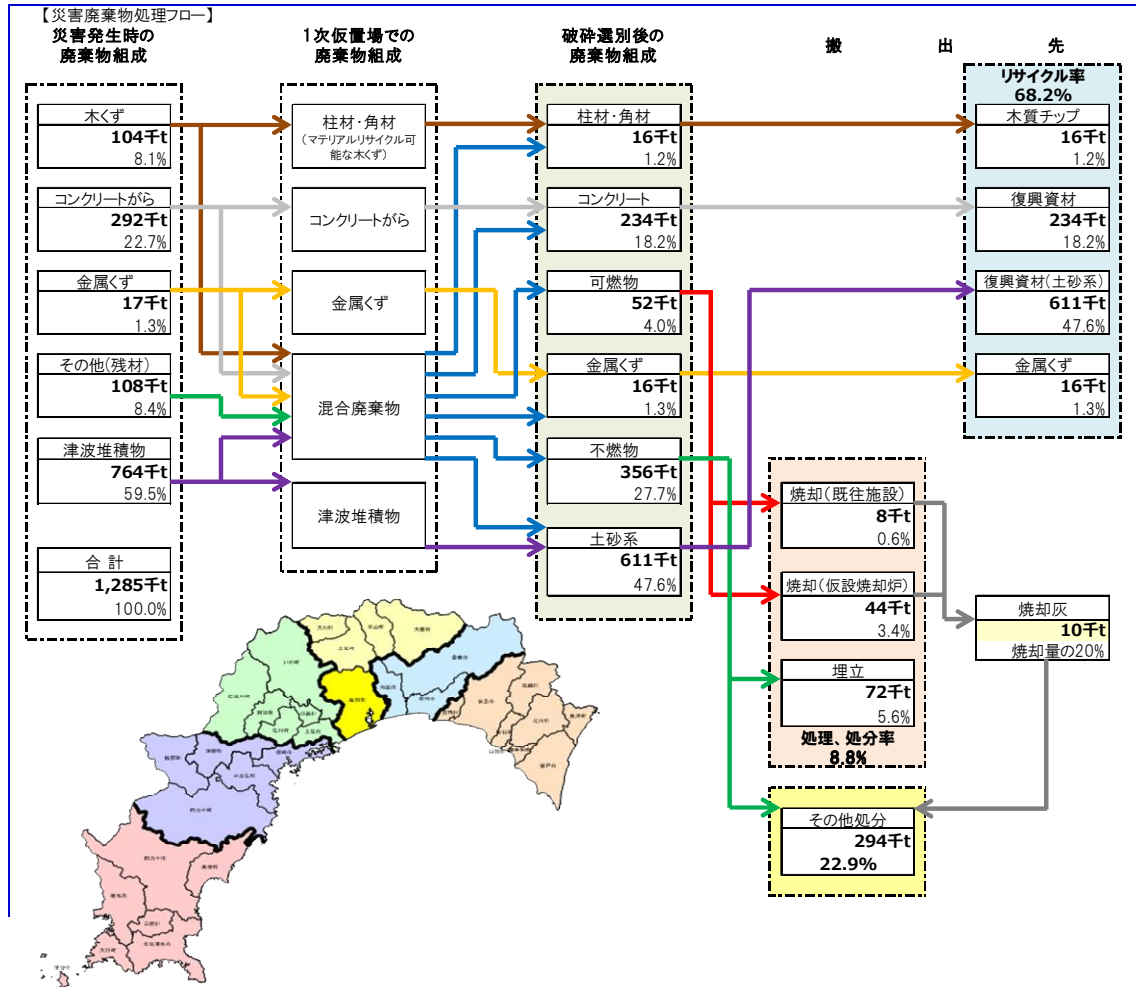 【災害廃棄物処理フロー】
災害発生時の
廃棄物組成
木くず
104千t
8.1%
コンクリートがら
292千t
22.7%
金属くず
17千t
1.3%
その他(残材)
108千t
8.4%
津波堆積物
764千t
59.5%
合 計
1,285千t
100.0%
1次仮置場での
廃棄物組成
柱材・角材
(マテリアルリサイクル可
能な木くず)
コンクリートがら
金属くず
混合廃棄物
津波堆積物
破砕選別後の
廃棄物組成
柱材・角材
16千t
1.2%
コンクリート
234千t
18.2%
可燃物
52千t
4.0%
金属くず
16千t
1.3%
不燃物
356千t
27.7%
土砂系
611千t
47.6%
搬 出 先
リサイクル率
68.2%
木質チップ
16千t
1.2%
復興資材
234千t
18.2%
復興資材(土砂系)
611千t
47.6%
金属くず
16千t
1.3%
焼却(既往施設)
8千t
0.6%
焼却(仮設焼却炉)
44千t
3.4%
埋立
72千t
5.6%
処理、処分率
8.8%
焼却灰
10千t
焼却量の20%
その他処分
294千t
22.9%